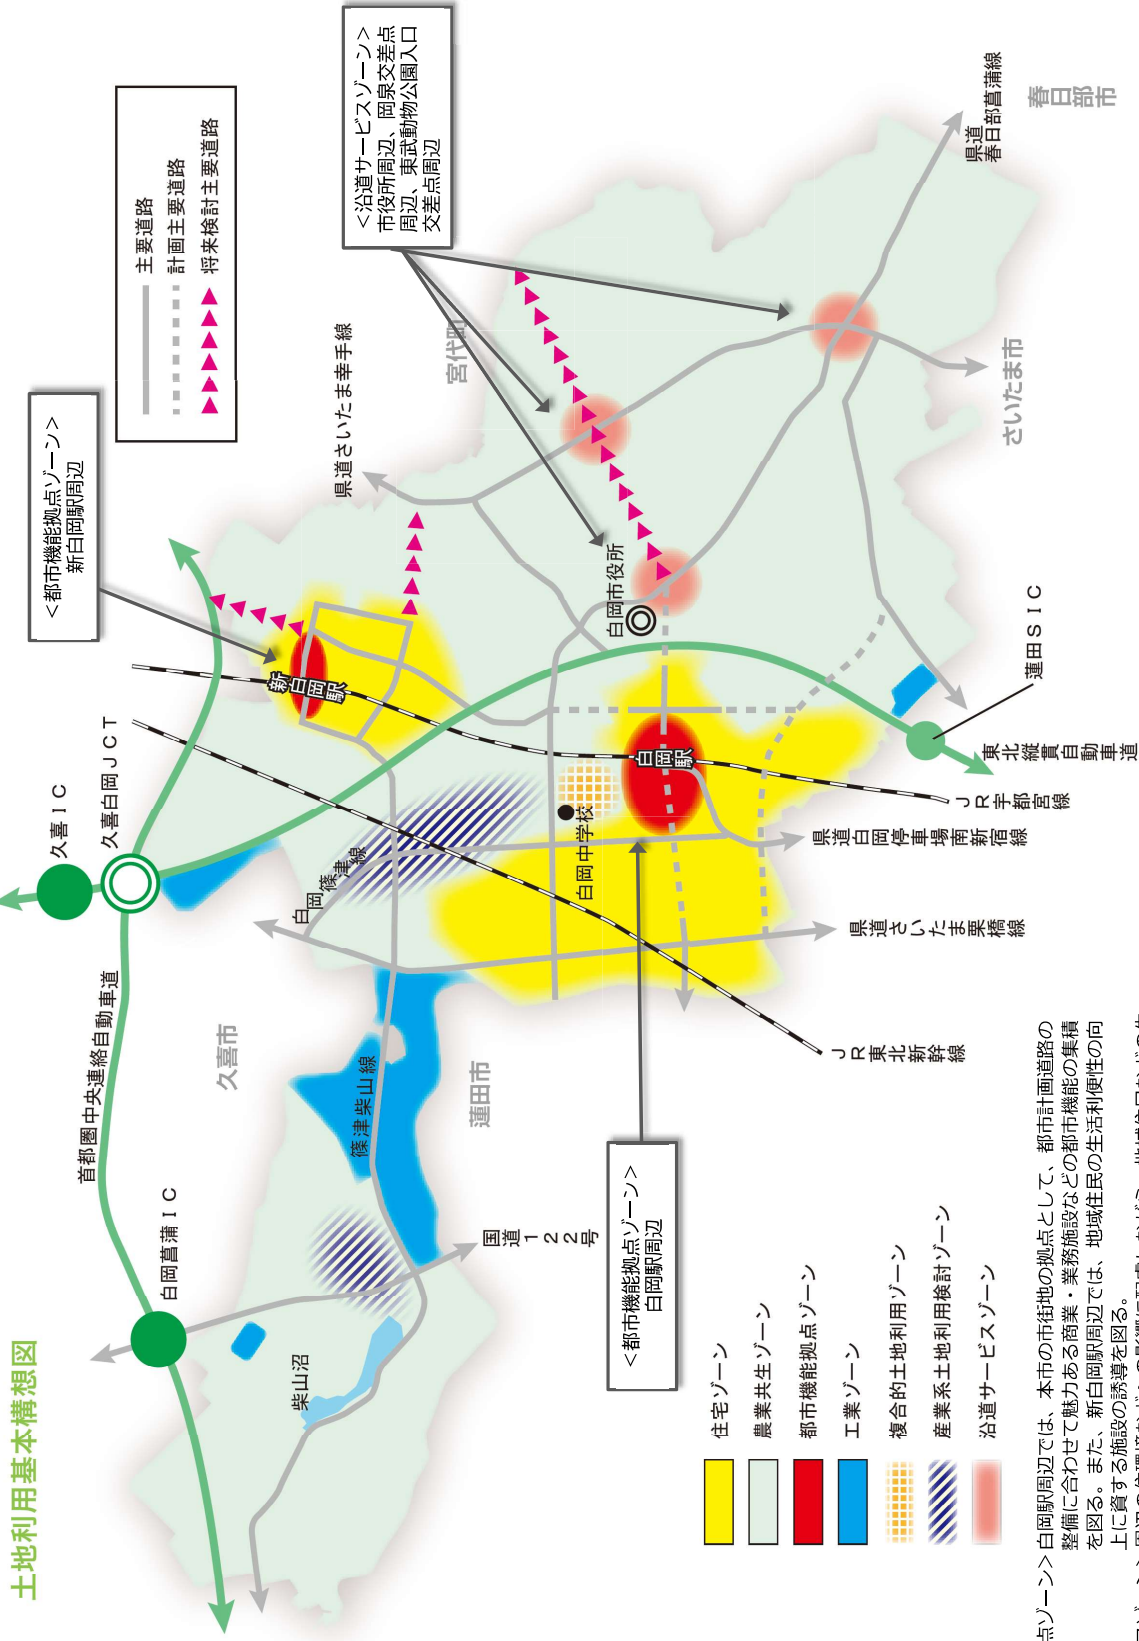 土地利用基本構想図
主要道路
計画主要道路
将来検討主要道路
<都市機能拠点ゾーン>
新白岡駅周辺
<沿道サービスゾーン>
市役所周辺、岡泉交差点
周辺、東武動物公園入口
交差点周辺
久喜IC
久喜白岡JCT
首都圏中央連絡自動車道
白岡菖蒲IC
久喜市
蓮田市
宮代町
さいたま市
春日部市
県道さいたま幸手線
県道
春日部菖蒲線
新白岡駅
白岡駅
白岡市役所
白岡中学校
白岡篠津線
篠津柴山線
柴山沼
国道122号
蓮田SIC
東北縦貫自動車道
JR宇都宮線
県道白岡停車場南新宿線
県道さいたま栗橋線
JR東北新幹線
<都市機能拠点ゾーン>
白岡駅周辺
住宅ゾーン
農業共生ゾーン
都市機能拠点ゾーン
工業ゾーン
複合的土地利用ゾーン
産業系土地利用検討ゾーン
沿道サービスゾーン
点ゾーン> 白岡駅周辺では、本市の市街地の拠点として、都市計画道路の
整備に合わせて魅力ある商業・業務施設などの都市機能の集積
を図る。また、新白岡駅周辺では、地域住民の生活利便性の向
上に資する施設の誘導を図る。